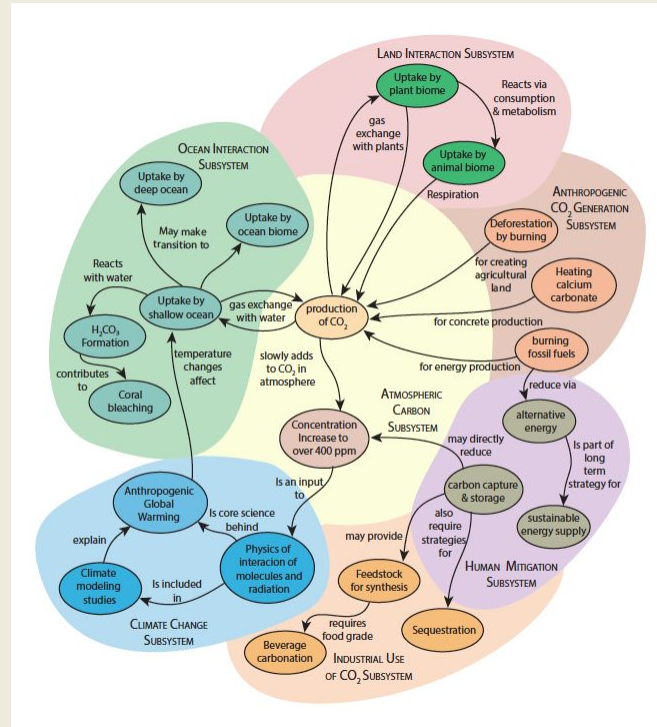 LAND INTERACTION SUBSYSTEM
Uptake by
plant biome
Reacts via
consumption
& metabolism
gas
exchange
with plants
Uptake by
animal biome
Respiration
OCEAN INTERACTION
SUBSYSTEM
Uptake by
deep ocean
Uptake by
ocean biome
May make
transition to
Reacts
with water
Uptake by
shallow ocean
gas exchange
with water
H₂CO₃
Formation
contributes
to
Coral
bleaching
temperature
changes
affect
ANTHROPOGENIC
CO₂ GENERATION
SUBSYSTEM
Deforestation
by burning
for creating
agricultural
land
Heating
calcium
carbonate
for concrete production
burning
fossil fuels
for energy production
production
of CO₂
slowly adds
to CO₂ in
atmosphere
ATMOSPHERIC
CARBON
SUBSYSTEM
Concentration
Increase to
over 400 ppm
Is an input
to
reduce via
alternative
energy
Is part of
long
term
strategy for
sustainable
energy supply
may directly
reduce
carbon capture
& storage
also
require
strategies
for
HUMAN MITIGATION
SUBSYSTEM
Anthropogenic
Global
Warming
Is core science
behind
explain
Physics of
interacion of
molecules and
radiation
Climate
modeling
studies
Is included
in
CLIMATE CHANGE
SUBSYSTEM
may provide
Feedstock
for synthesis
requires
food grade
Beverage
carbonation
Sequestration
INDUSTRIAL USE
OF CO₂ SUBSYSTEM